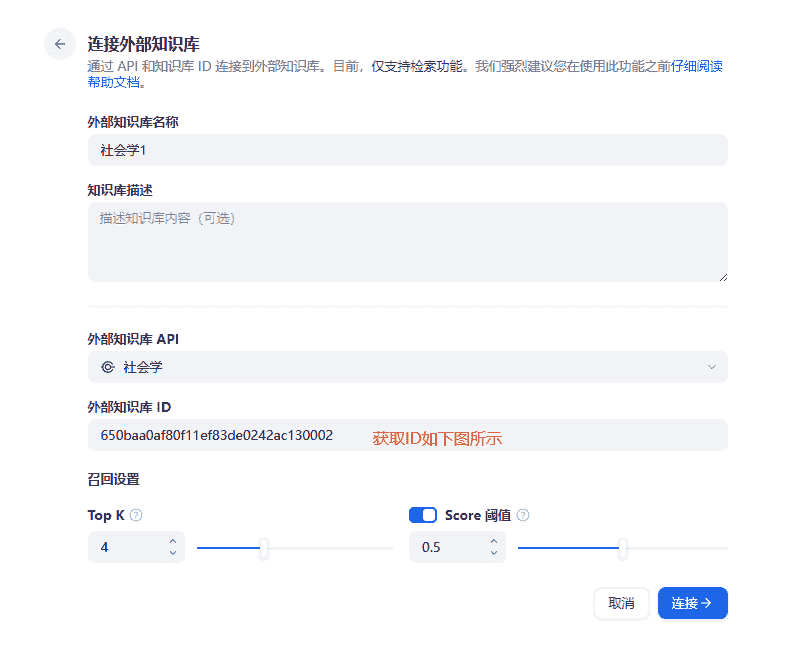 连接外部知识库
通过 API 和知识库 ID 连接到外部知识库。目前，仅支持检索功能。我们强烈建议您在使用此功能之前仔细阅读
帮助文档。
外部知识库名称
社会学1
知识库描述
描述知识库内容（可选）
外部知识库 API
社会学
外部知识库 ID
650baa0af80f11ef83de0242ac130002 获取ID如下图所示
召回设置
Top K ? Score 阈值 ?
4 0.5
取消 连接